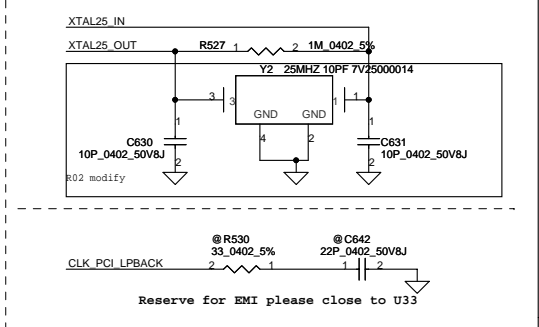 XTAL25_IN
XTAL25_OUT R527 1 2 1M_0402_5%
Y2 25MHZ 10PF 7V25000014
3 3 1 1
GND GND
1 4 2 1
C630 C631
10P_0402_50V8J 10P_0402_50V8J
2 2
R02 modify
@R530 @C642
33_0402_5% 22P_0402_50V8J
CLK_PCI_LPBACK 2 1 1 2
Reserve for EMI please close to U33